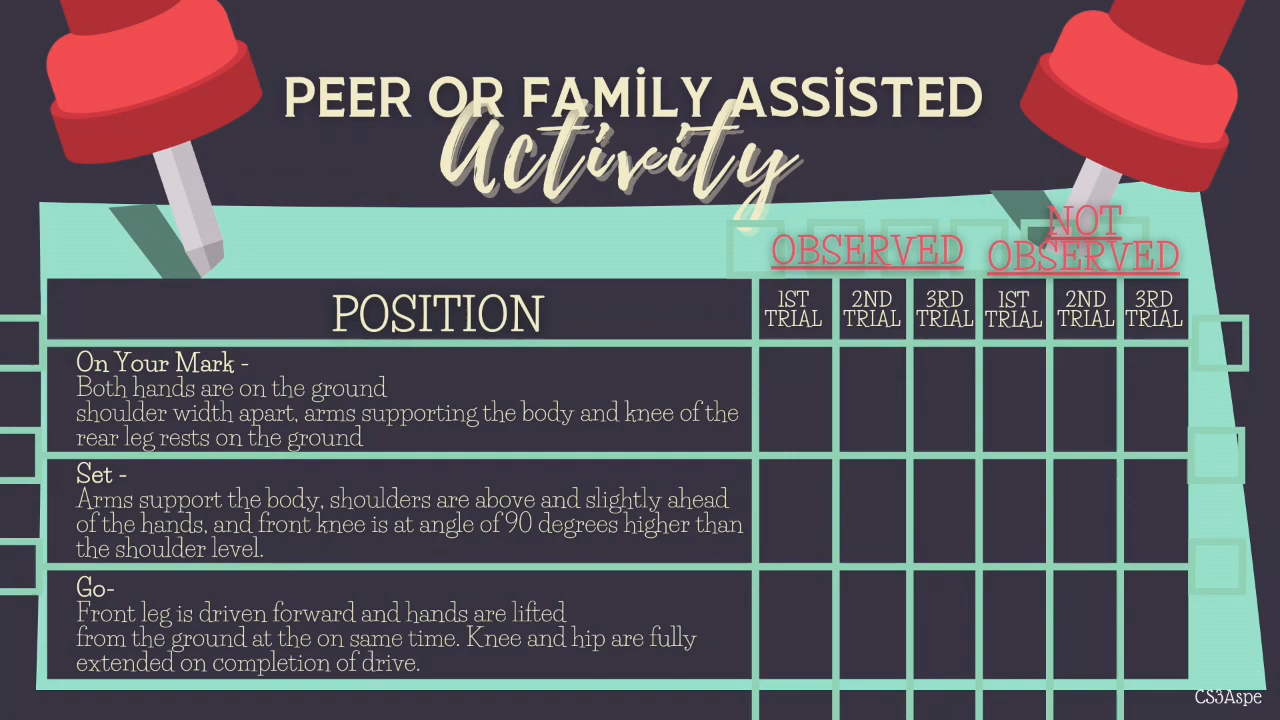 PEER OR FAMİLY ASSİSTED
Activity
OBSERVED
NOT
OBSERVED
POSITION
1ST
TRIAL
2ND
TRIAL
3RD
TRIAL
1ST
TRIAL
2ND
TRIAL
3RD
TRIAL
On Your Mark -
Both hands are on the ground
shoulder width apart, arms supporting the body and knee of the
rear leg rests on the ground
Set -
Arms support the body, shoulders are above and slightly ahead
of the hands, and front knee is at angle of 90 degrees higher than
the shoulder level.
Go-
Front leg is driven forward and hands are lifted
from the ground at the on same time. Knee and hip are fully
extended on completion of drive.
CS3Aspe